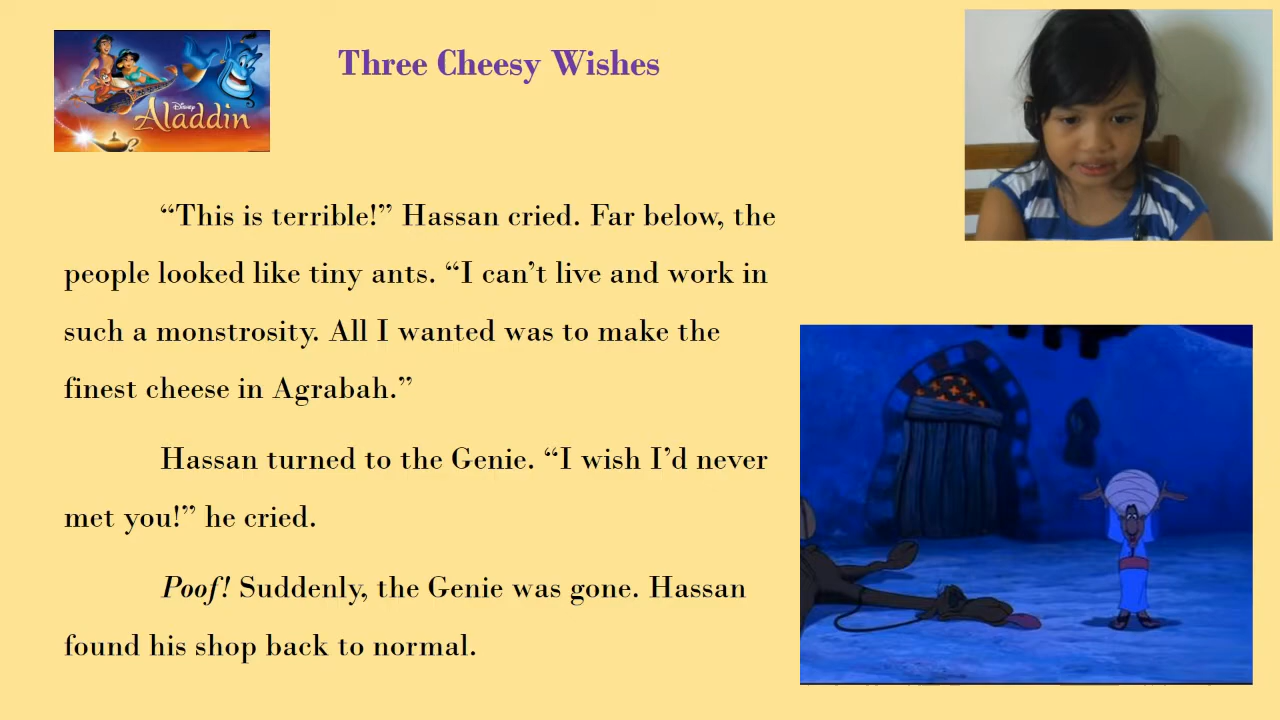 Three Cheesy Wishes
Disney
Aladdin
“This is terrible!” Hassan cried. Far below, the
people looked like tiny ants. “I can’t live and work in
such a monstrosity. All I wanted was to make the
finest cheese in Agrabah.”
Hassan turned to the Genie. “I wish I’d never
met you!” he cried.
Poof! Suddenly, the Genie was gone. Hassan
found his shop back to normal.